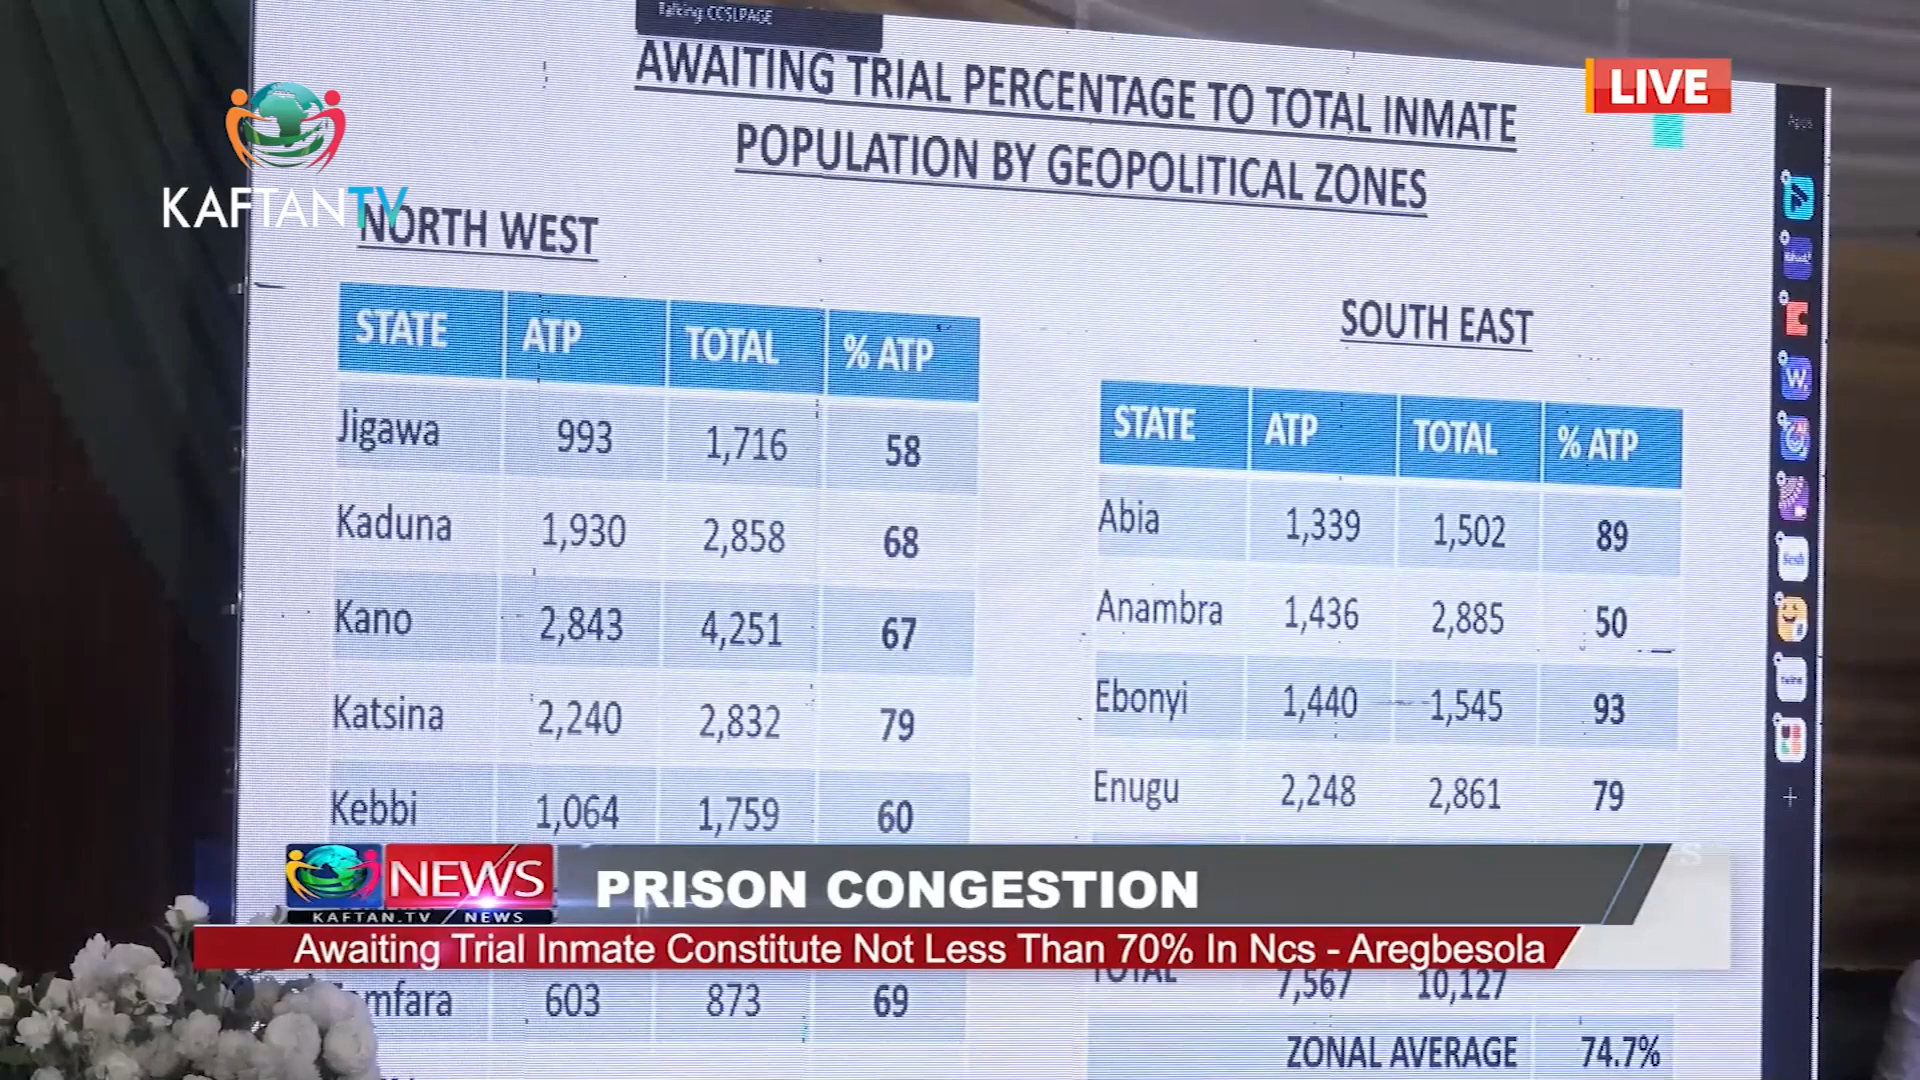 Talking: CCSLPAGE
LIVE
AWAITING TRIAL PERCENTAGE TO TOTAL INMATE
POPULATION BY GEOPOLITICAL ZONES
KAFTANTV
NORTH WEST
STATE ATP TOTAL % ATP
Jigawa 993 1,716 58
Kaduna 1,930 2,858 68
Kano 2,843 4,251 67
Katsina 2,240 2,832 79
Kebbi 1,064 1,759 60
mfara 603 873 69
SOUTH EAST
STATE ATP TOTAL % ATP
Abia 1,339 1,502 89
Anambra 1,436 2,885 50
Ebonyi 1,440 1,545 93
Enugu 2,248 2,861 79
TOTAL 7,567 10,127
ZONAL AVERAGE 74.7%
Apps
W
NEWS
KAFTAN.TV / NEWS
PRISON CONGESTION
Awaiting Trial Inmate Constitute Not Less Than 70% In Ncs - Aregbesola